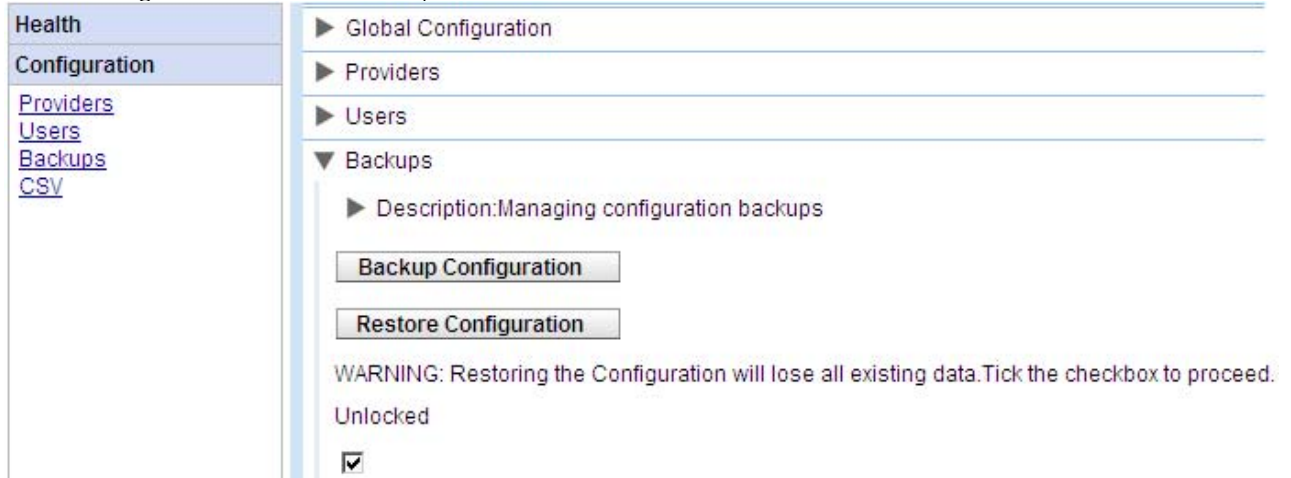 Health
Configuration
Providers
Users
Backups
CSV
Global Configuration
Providers
Users
Backups
Description:Managing configuration backups
Backup Configuration
Restore Configuration
WARNING: Restoring the Configuration will lose all existing data.Tick the checkbox to proceed.
Unlocked